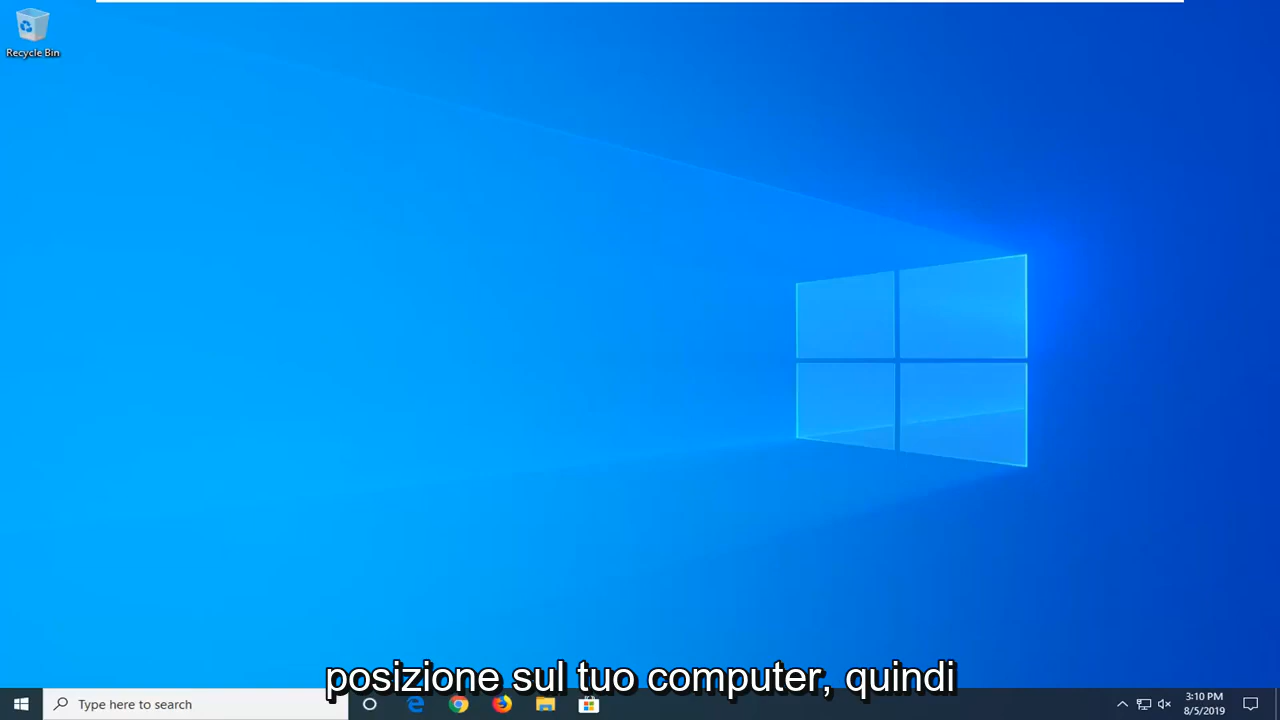 Recycle Bin
posizione sul tuo computer, quindi
Type here to search
3:10 PM
8/5/2019